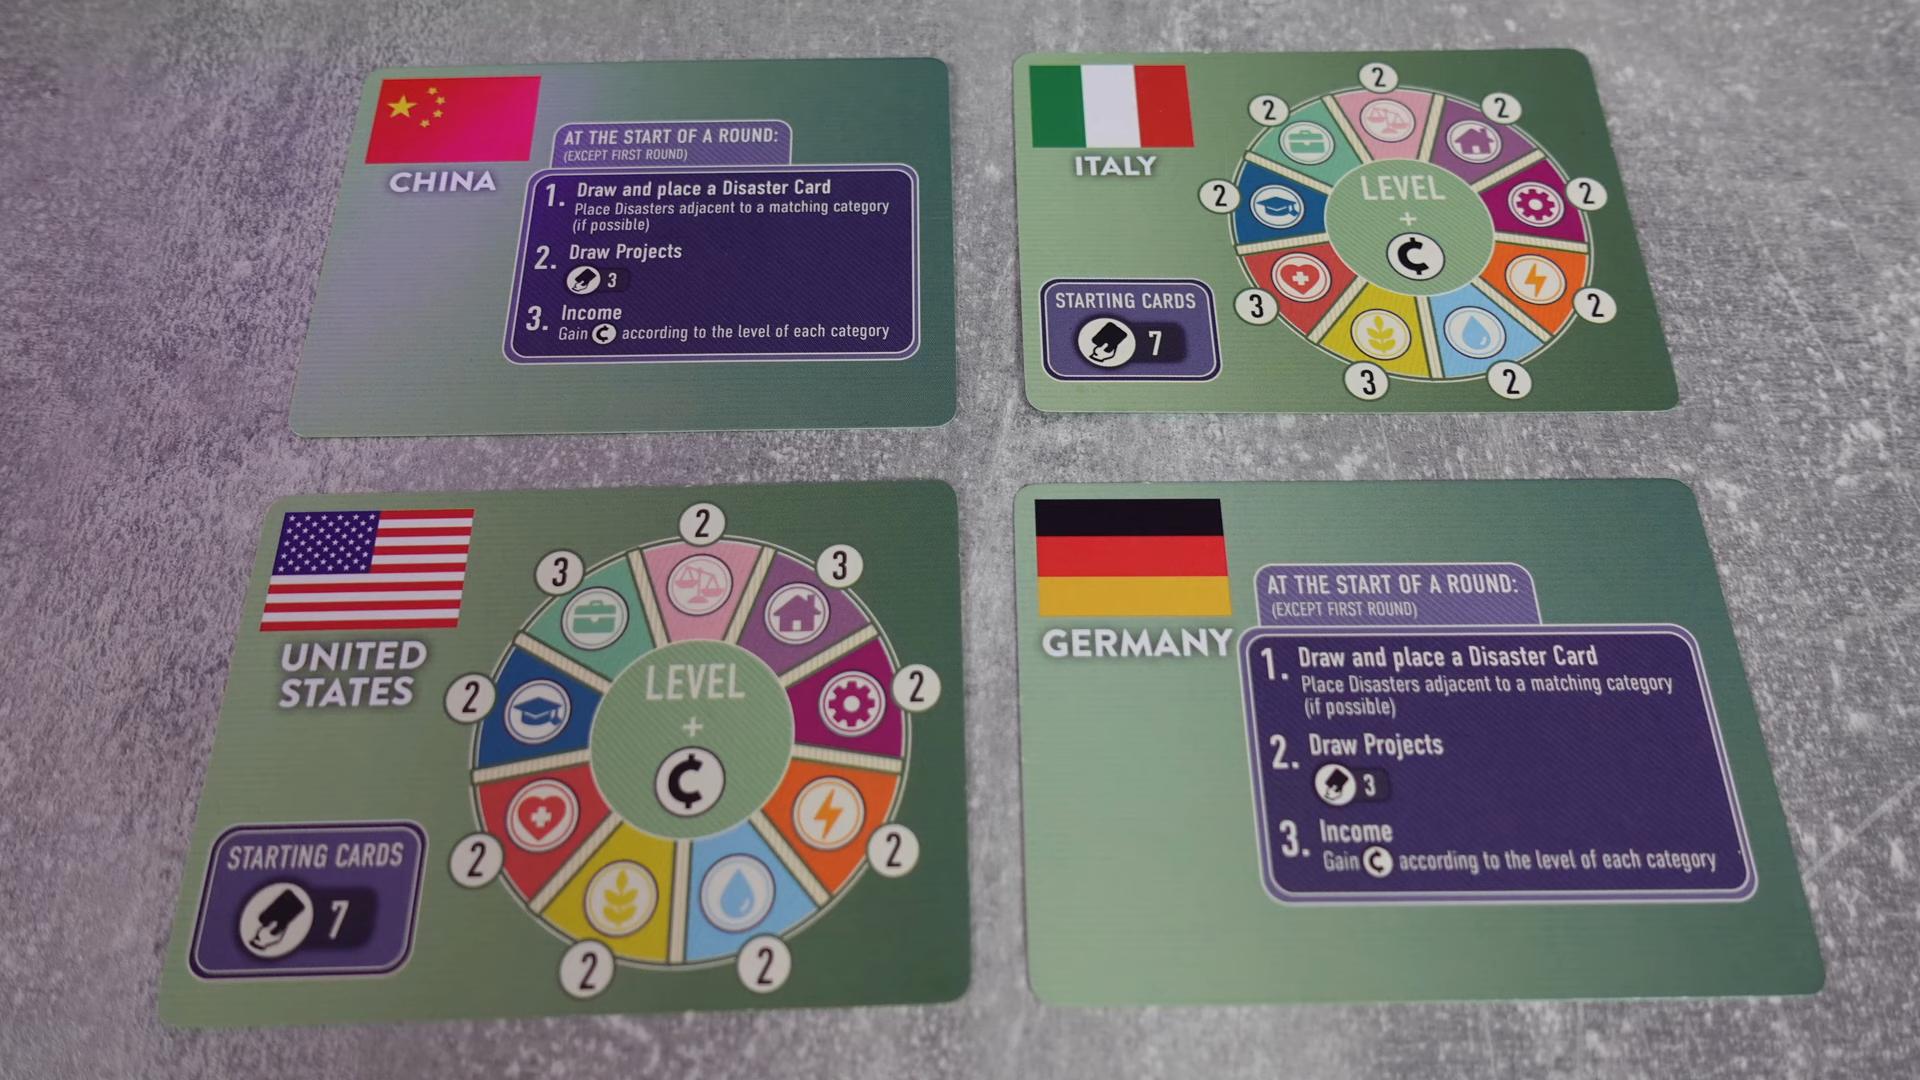 CHINA
AT THE START OF A ROUND:
(EXCEPT FIRST ROUND)
1. Draw and place a Disaster Card
Place Disasters adjacent to a matching category
(if possible)
2. Draw Projects
3
3. Income
Gain C according to the level of each category
ITALY
STARTING CARDS
7
2
2
2
2
2
LEVEL
+
C
3
2
3
2
UNITED
STATES
STARTING CARDS
7
2
3
3
2
2
LEVEL
+
C
2
2
2
2
GERMANY
AT THE START OF A ROUND:
(EXCEPT FIRST ROUND)
1. Draw and place a Disaster Card
Place Disasters adjacent to a matching category
(if possible)
2. Draw Projects
3
3. Income
Gain C according to the level of each category